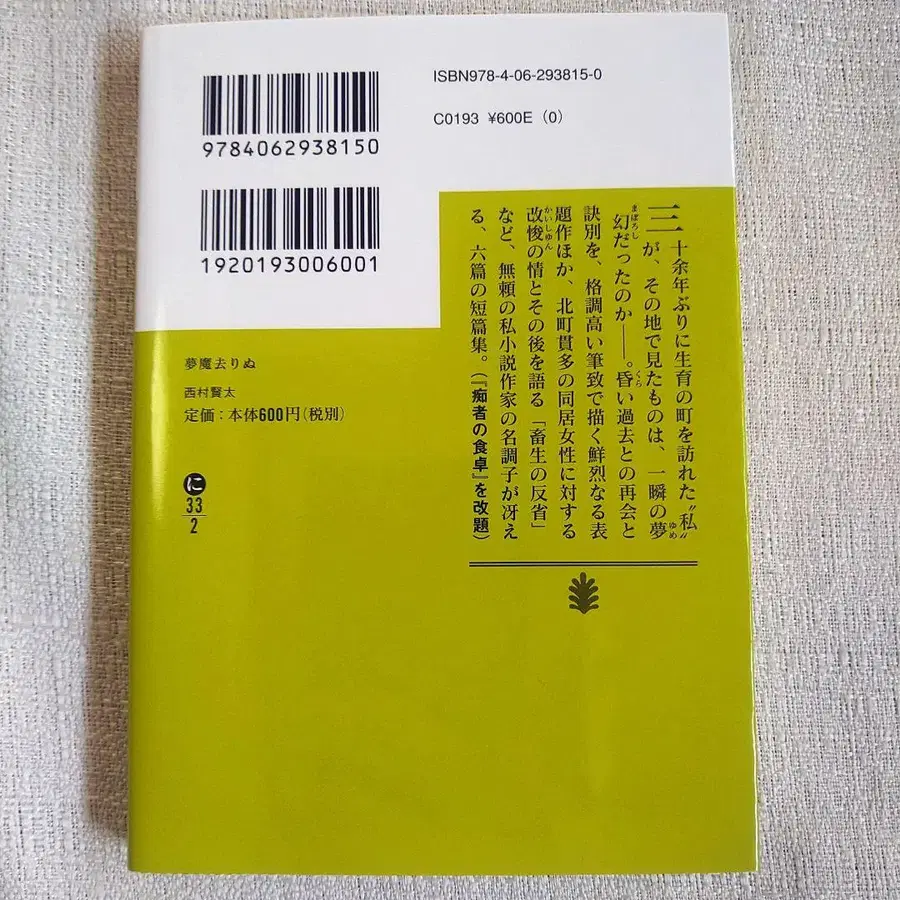 ISBN978-4-06-293815-0
C0193 ¥600E (0)
9784062938150
1920193006001
三十余年ぶりに生育の町を訪れた〝私〟
が、その地で見たものは、一瞬の夢
幻だったのか――。昏い過去との再会と
訣別を、格調高い筆致で描く鮮烈なる表
題作ほか、北町貫多の同居女性に対する
改悛の情とその後を語る「畜生の反省」
など、無頼の私小説作家の名調子が冴え
る、六篇の短篇集。(『痴者の食卓』を改題)
夢魔去りぬ
西村賢太
定価:本体600円(税別)
に
33
2